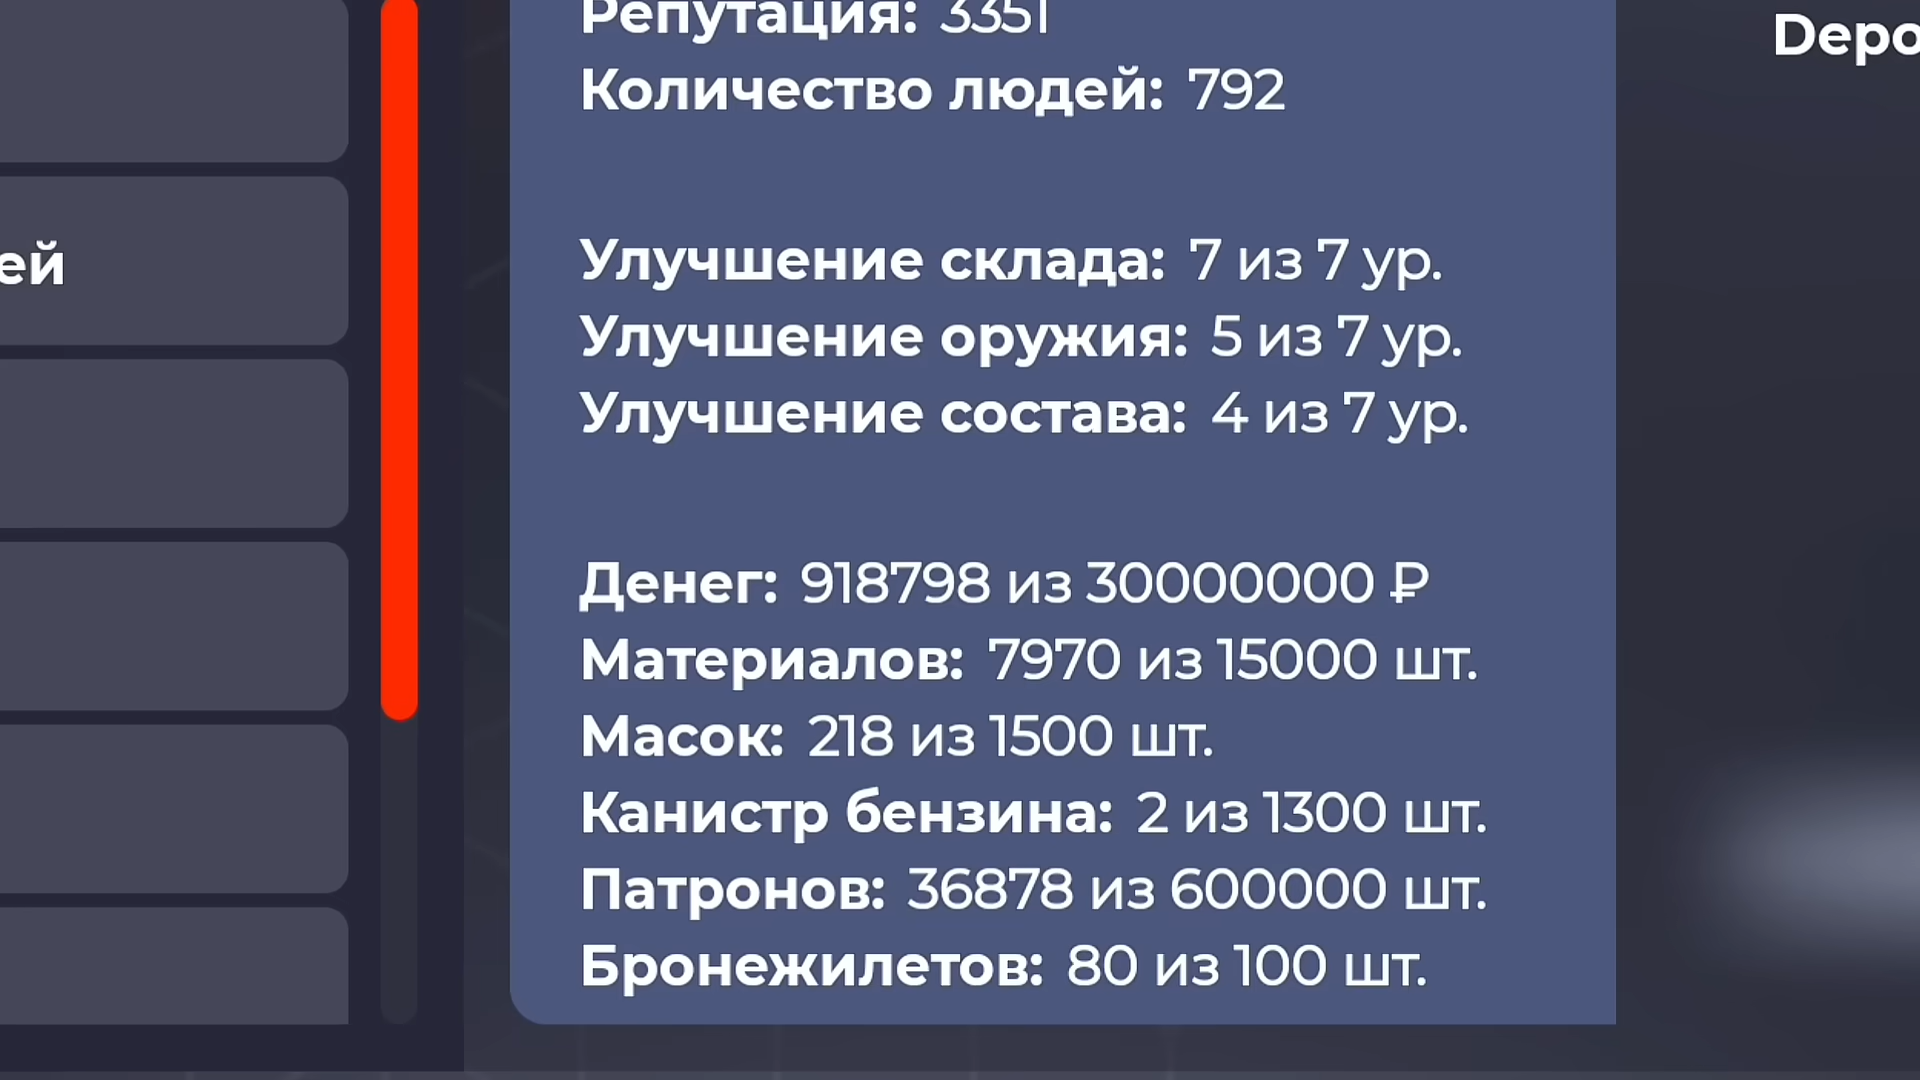 Репутация: 3351
Количество людей: 792
Улучшение склада: 7 из 7 ур.
Улучшение оружия: 5 из 7 ур.
Улучшение состава: 4 из 7 ур.
Денег: 918798 из 30000000 ₽
Материалов: 7970 из 15000 шт.
Масок: 218 из 1500 шт.
Канистр бензина: 2 из 1300 шт.
Патронов: 36878 из 600000 шт.
Бронежилетов: 80 из 100 шт.